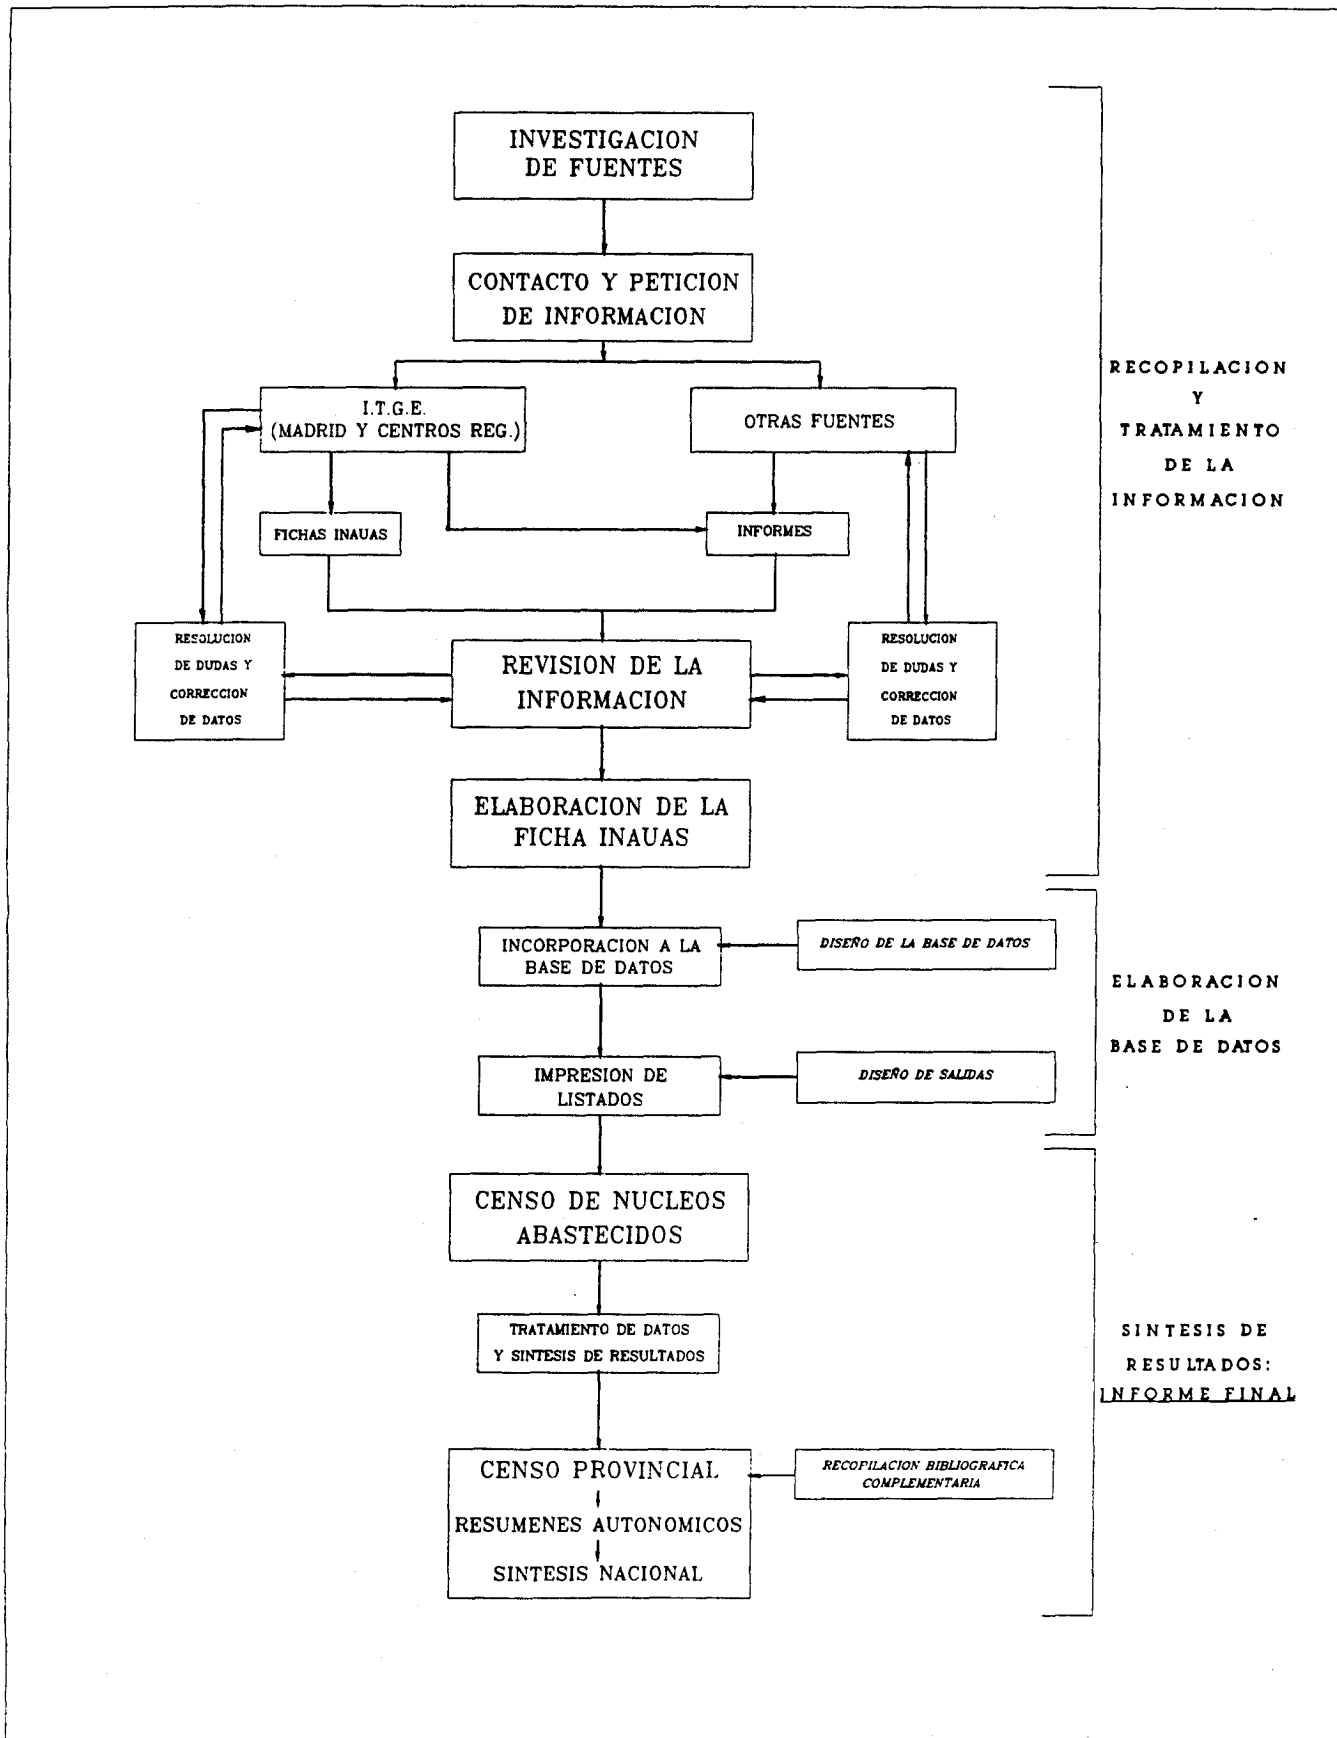 INVESTIGACION
DE FUENTES
CONTACTO Y PETICION
DE INFORMACION
I.T.G.E.
(MADRID Y CENTROS REG.)
OTRAS FUENTES
FICHAS INAUAS
INFORMES
RESOLUCION
DE DUDAS Y
CORRECCION
DE DATOS
REVISION DE LA
INFORMACION
RESOLUCION
DE DUDAS Y
CORRECCION
DE DATOS
ELABORACION DE LA
FICHA INAUAS
RECOPILACION
Y
TRATAMIENTO
DE LA
INFORMACION
INCORPORACION A LA
BASE DE DATOS
DISEÑO DE LA BASE DE DATOS
IMPRESION DE
LISTADOS
DISEÑO DE SALIDAS
ELABORACION
DE LA
BASE DE DATOS
CENSO DE NUCLEOS
ABASTECIDOS
TRATAMIENTO DE DATOS
Y SINTESIS DE RESULTADOS
CENSO PROVINCIAL
RESUMENES AUTONOMICOS
SINTESIS NACIONAL
RECOPILACION BIBLIOGRAFICA
COMPLEMENTARIA
SINTESIS DE
RESULTADOS:
INFORME FINAL